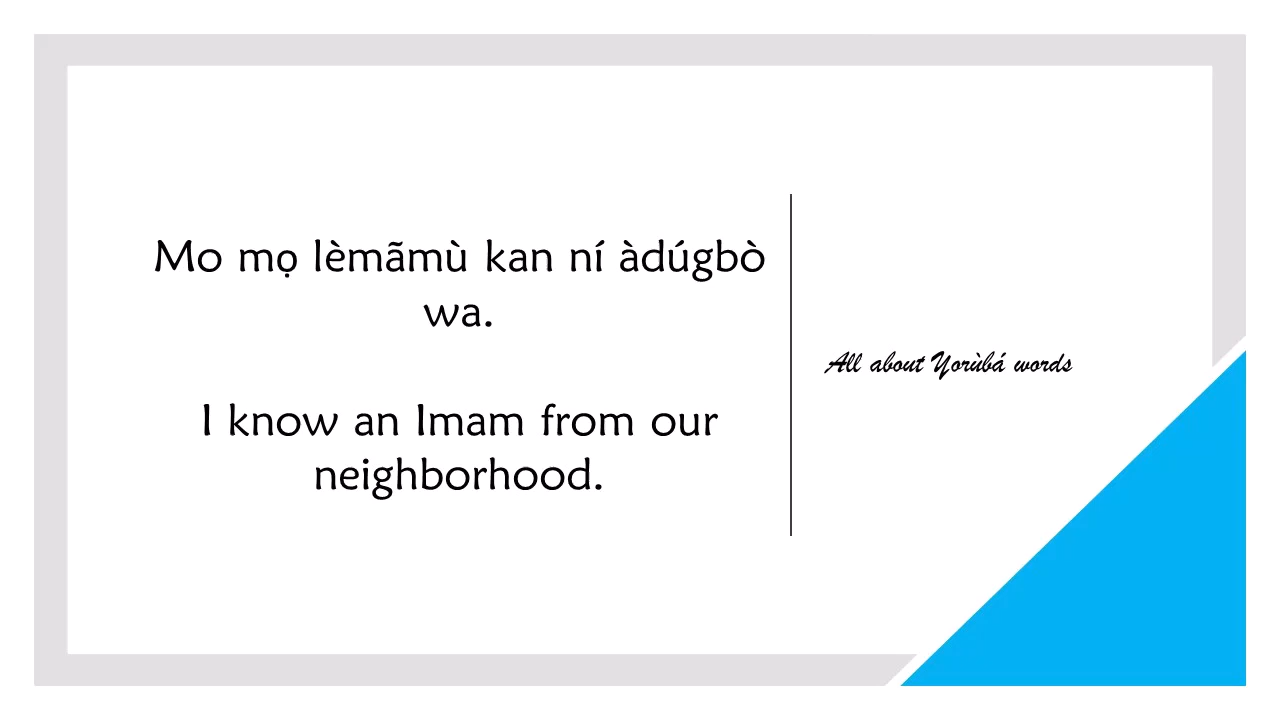 Mo mọ lèmãmù kan ní àdúgbò
wa.
I know an Imam from our
neighborhood.
All about Yorùbá words